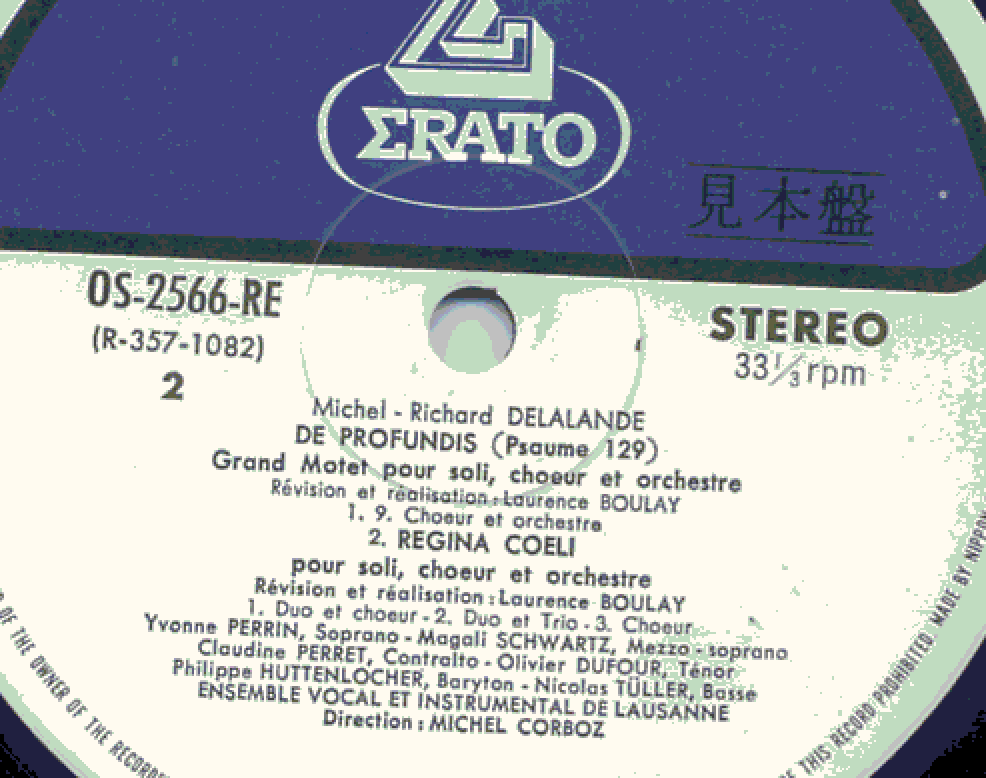 ΣRATO
見本盤
OS-2566-RE
(R-357-1082)
2
STEREO
33⅓rpm
Michel - Richard DELALANDE
DE PROFUNDIS (Psaume 129)
Grand Motet pour soli, choeur et orchestre
Révision et réalisation : Laurence BOULAY
1. 9. Choeur et orchestre
2. REGINA COELI
pour soli, choeur et orchestre
Révision et réalisation : Laurence BOULAY
1. Duo et choeur - 2. Duo et Trio - 3. Choeur
Yvonne PERRIN, Soprano - Magali SCHWARTZ, Mezzo - soprano
Claudine PERRET, Contralto - Olivier DUFOUR, Ténor
Philippe HUTTENLOCHER, Baryton - Nicolas TÜLLER, Basse
ENSEMBLE VOCAL ET INSTRUMENTAL DE LAUSANNE
Direction : MICHEL CORBOZ
OF THE OWNER OF THE RECORDE
THIS RECORD PROHIBITED. MADE BY NIPPON